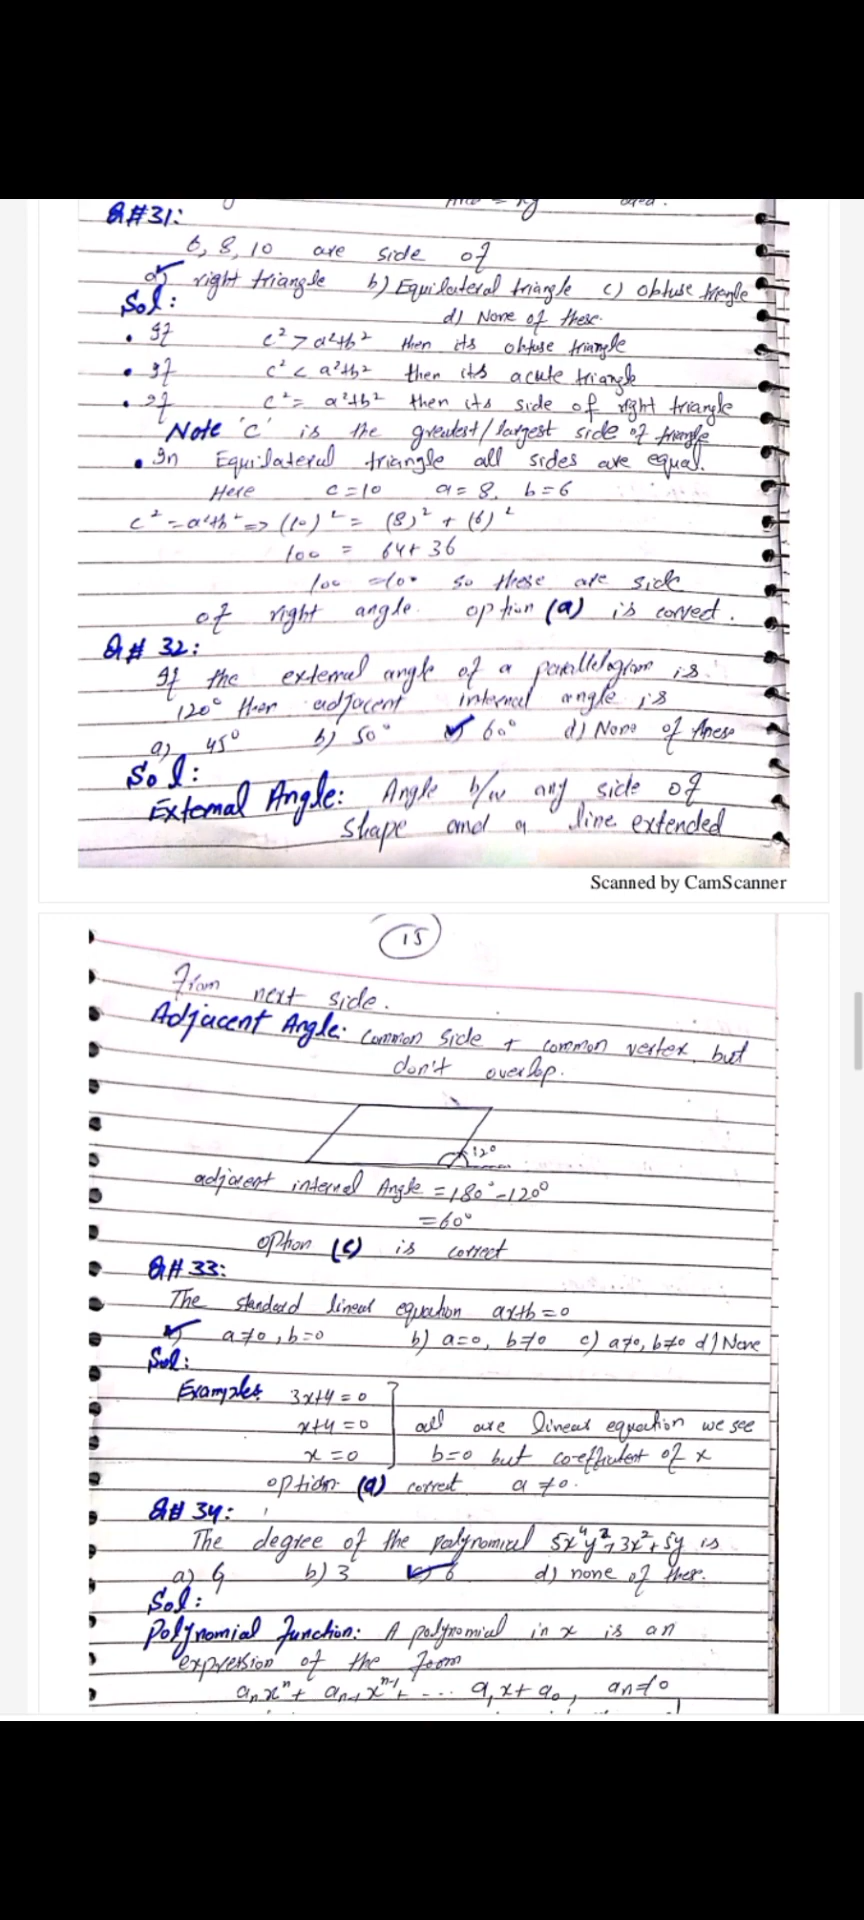 Q#31:
6, 8, 10 are side of
a) right triangle b) Equilateral triangle c) obtuse triangle
Sol:
d) None of these.
• If c² > a²+b² then its obtuse triangle
• If c² < a²+b² then its acute triangle
• If c² = a²+b² then its side of right triangle
Note 'c' is the greatest/largest side of triangle
• In Equilateral triangle all sides are equal.
Here c=10 a=8, b=6
c² = a²+b² => (10)² = (8)² + (6)²
100 = 64+36
100 = 100 so these are side
of right angle. option (a) is correct.
Q# 32:
If the external angle of a parallelogram is
120° then adjacent internal angle is
a) 45° b) 50° c) 60° d) None of these
Sol:
External Angle: Angle b/w any side of
shape and a line extended
Scanned by CamScanner
15
from next side.
Adjacent Angle: common side + common vertex but
don't overlap.
120
adjacent internal Angle = 180° - 120°
= 60°
option (c) is correct
Q# 33:
The standard linear equation ax+b=0
a≠0, b=0 b) a=0, b≠0 c) a≠0, b≠0 d) None
Sol:
Examples 3x+4=0
x+4=0 all are linear equation we see
x=0 b=0 but co-efficient of x
option (a) correct a≠0.
Q# 34:
The degree of the polynomial 5x⁴y²+3x²+5y is
a) 4 b) 3 c) 6 d) none of these.
Sol:
Polynomial function: A polynomial in x is an
expression of the form
aₙxⁿ + aₙ₋₁xⁿ⁻¹+ ... a₁x+a₀, aₙ≠0